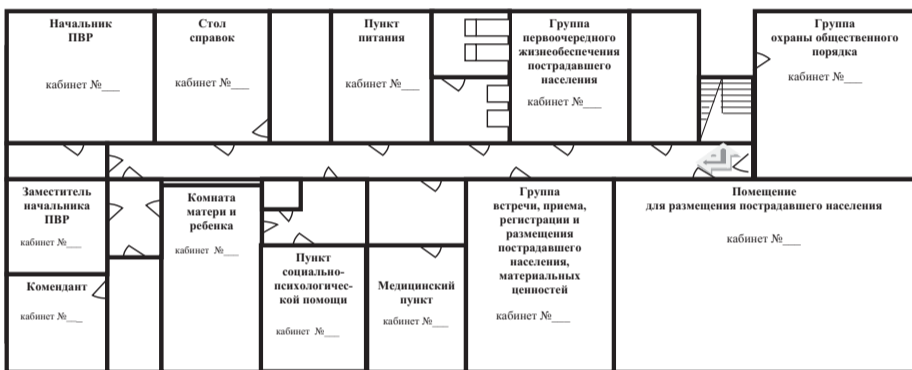 Начальник
ПВР
кабинет №___
Стол
справок
кабинет №___
Пункт
питания
кабинет №___
Группа
первоочередного
жизнеобеспечения
пострадавшего
населения
кабинет №___
Группа
охраны общественного
порядка
кабинет №___
Заместитель
начальника
ПВР
кабинет №___
Комендант
кабинет №___
Комната
матери и
ребенка
кабинет №___
Пункт
социально-
психологичес-
кой помощи
кабинет №___
Медицинский
пункт
кабинет №___
Группа
встречи, приема,
регистрации и
размещения
пострадавшего
населения,
материальных
ценностей
кабинет №___
Помещение
для размещения пострадавшего населения
кабинет №___